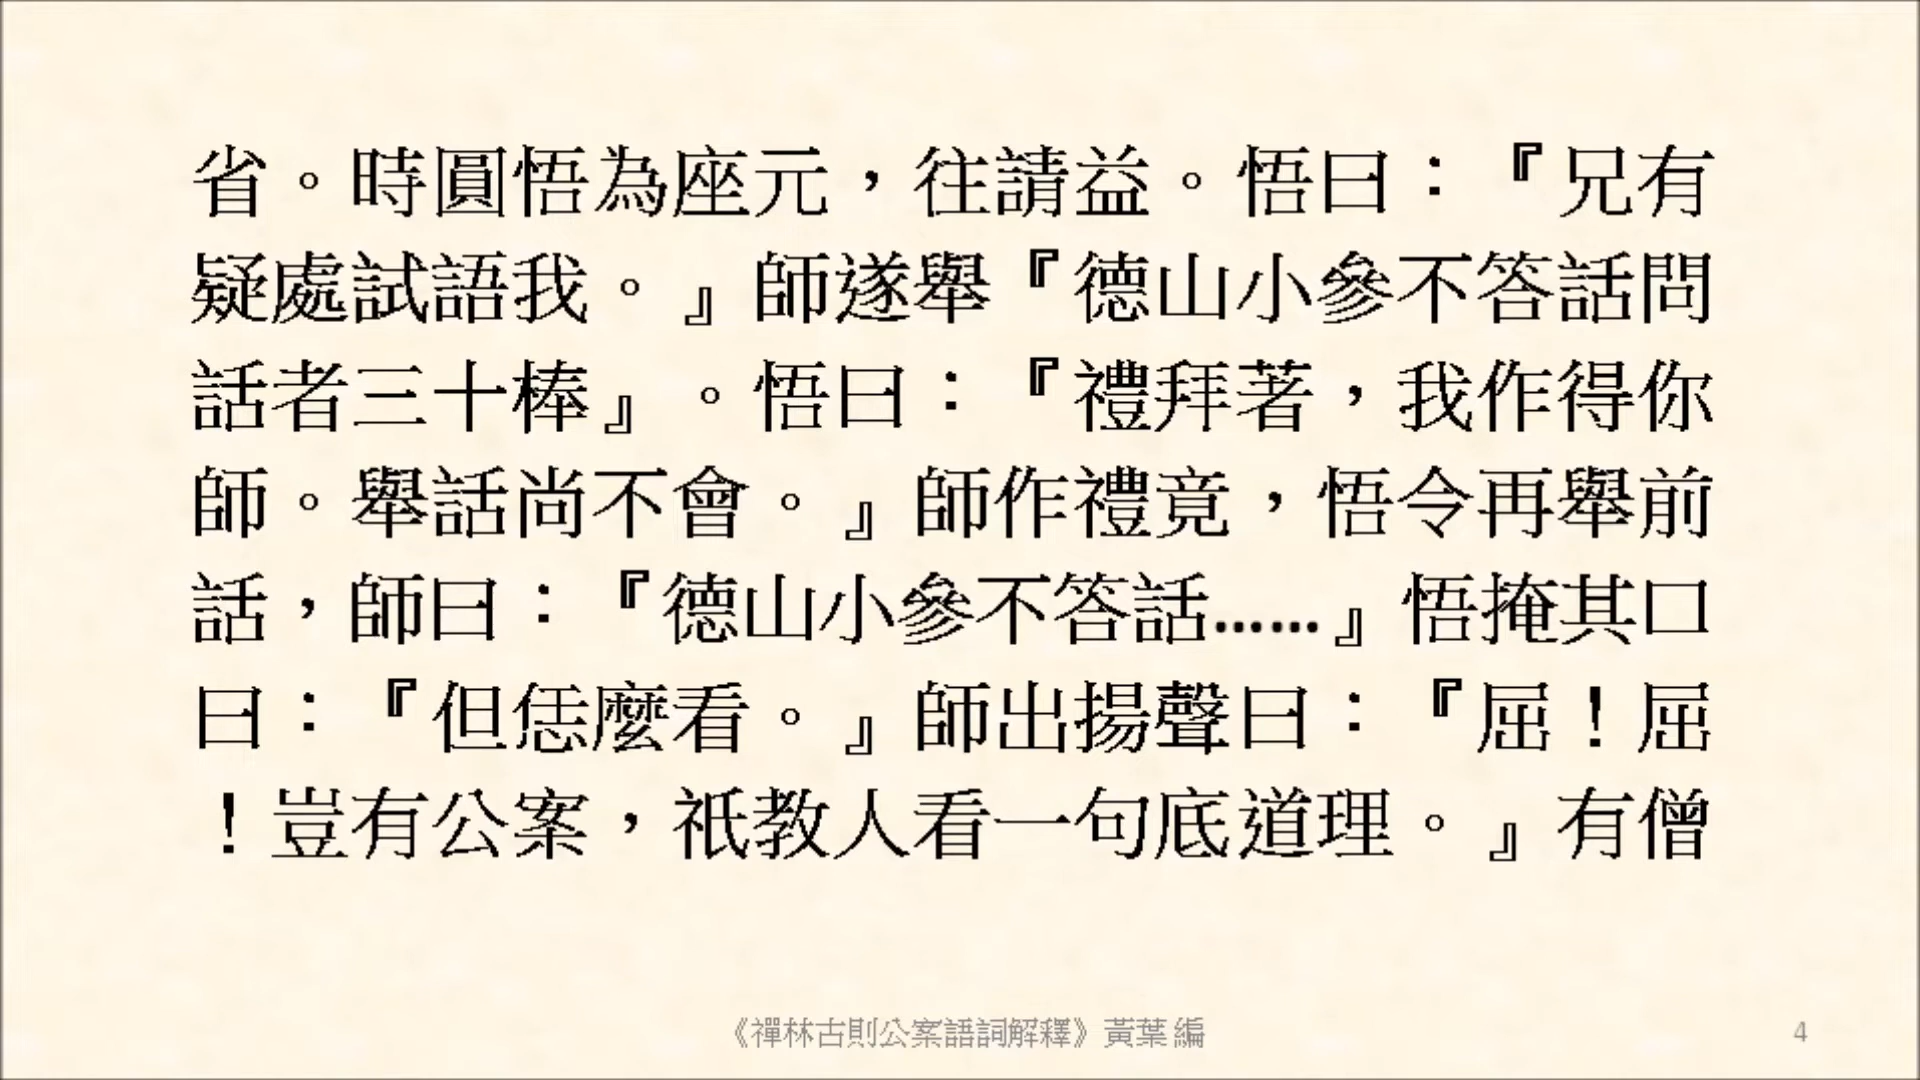 省。時圓悟為座元，往請益。悟曰：『兄有
疑處試語我。』師遂舉『德山小參不答話問
話者三十棒』。悟曰：『禮拜著，我作得你
師。舉話尚不會。』師作禮竟，悟令再舉前
話，師曰：『德山小參不答話……』悟掩其口
曰：『但恁麼看。』師出揚聲曰：『屈！屈
！豈有公案，祇教人看一句底道理。』有僧
《禪林古則公案語詞解釋》黃葉編
4